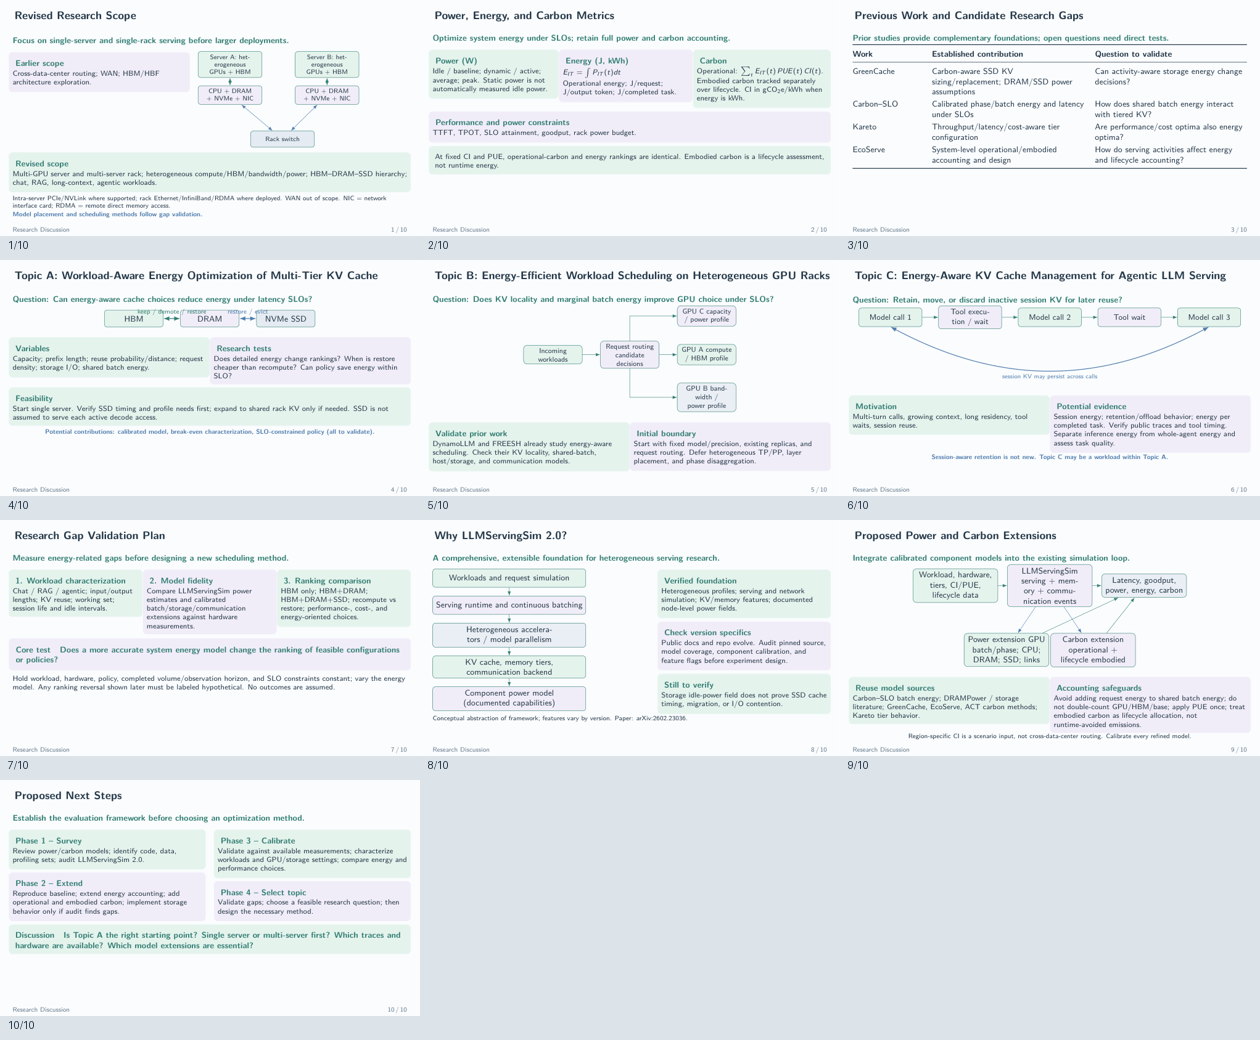 Revised Research Scope
Focus on single-server and single-rack serving before larger deployments.
Earlier scope
Cross-data-center routing; WAN; HBM/HBF
architecture exploration.
Server A: het-
erogeneous
GPUs + HBM
Server B: het-
erogeneous
GPUs + HBM
CPU + DRAM
+ NVMe + NIC
CPU + DRAM
+ NVMe + NIC
Rack switch
Revised scope
Multi-GPU server and multi-server rack; heterogeneous compute/HBM/bandwidth/power; HBM–DRAM–SSD hierarchy;
chat, RAG, long-context, agentic workloads.
Intra-server PCIe/NVLink where supported; rack Ethernet/InfiniBand/RDMA where deployed. WAN out of scope. NIC = network
interface card; RDMA = remote direct memory access.
Model placement and scheduling methods follow gap validation.
Research Discussion
1 / 10
1/10
Power, Energy, and Carbon Metrics
Optimize system energy under SLOs; retain full power and carbon accounting.
Power (W)
Idle / baseline; dynamic / active;
average; peak. Static power is not
automatically measured idle power.
Energy (J, kWh)
E_IT = ∫ P_IT(t)dt
Operational energy; J/request;
J/output token; J/completed task.
Carbon
Operational: ∑_t E_IT(t) PUE(t) CI(t).
Embodied carbon tracked separately
over lifecycle. CI in gCO₂e/kWh when
energy is kWh.
Performance and power constraints
TTFT, TPOT, SLO attainment, goodput, rack power budget.
At fixed CI and PUE, operational-carbon and energy rankings are identical. Embodied carbon is a lifecycle assessment,
not runtime energy.
Research Discussion
2 / 10
2/10
Previous Work and Candidate Research Gaps
Prior studies provide complementary foundations; open questions need direct tests.
Work
Established contribution
Question to validate
GreenCache
Carbon-aware SSD KV
sizing/replacement; DRAM/SSD power
assumptions
Can activity-aware storage energy change
decisions?
Carbon–SLO
Calibrated phase/batch energy and latency
under SLOs
How does shared batch energy interact
with tiered KV?
Kareto
Throughput/latency/cost-aware tier
configuration
Are performance/cost optima also energy
optima?
EcoServe
System-level operational/embodied
accounting and design
How do serving activities affect energy
and lifecycle accounting?
Research Discussion
3 / 10
3/10
Topic A: Workload-Aware Energy Optimization of Multi-Tier KV Cache
Question: Can energy-aware cache choices reduce energy under latency SLOs?
keep / remote / restore
restore / evict
HBM
DRAM
NVMe SSD
Variables
Capacity; prefix length; reuse probability/distance; request
density; storage I/O; shared batch energy.
Research tests
Does detailed energy change rankings? When is restore
cheaper than recompute? Can policy save energy within
SLO?
Feasibility
Start single server. Verify SSD timing and profile needs first; expand to shared rack KV only if needed. SSD is not
assumed to serve each active decode access.
Potential contributions: calibrated model, break-even characterization, SLO-constrained policy (all to validate).
Research Discussion
4 / 10
4/10
Topic B: Energy-Efficient Workload Scheduling on Heterogeneous GPU Racks
Question: Does KV locality and marginal batch energy improve GPU choice under SLOs?
Incoming
workloads
Request routing
candidate
decisions
GPU C capacity
/ power profile
GPU A compute
/ HBM profile
GPU B band-
width /
power profile
Validate prior work
DynamoLLM and FREESH already study energy-aware
scheduling. Check their KV locality, shared-batch,
host/storage, and communication models.
Initial boundary
Start with fixed model/precision, existing replicas, and
request routing. Defer heterogeneous TP/PP, layer
placement, and phase disaggregation.
Research Discussion
5 / 10
5/10
Topic C: Energy-Aware KV Cache Management for Agentic LLM Serving
Question: Retain, move, or discard inactive session KV for later reuse?
Model call 1
Tool execu-
tion / wait
Model call 2
Tool wait
Model call 3
session KV may persist across calls
Motivation
Multi-turn calls, growing context, long residency, tool
waits, session reuse.
Potential evidence
Session energy; retention/offload behavior; energy per
completed task. Verify public traces and tool timing.
Separate inference energy from whole-agent energy and
assess task quality.
Session-aware retention is not new. Topic C may be a workload within Topic A.
Research Discussion
6 / 10
6/10
Research Gap Validation Plan
Measure energy-related gaps before designing a new scheduling method.
1. Workload characterization
Chat / RAG / agentic; input/output
lengths; KV reuse; working set;
session life and idle intervals.
2. Model fidelity
Compare LLMServingSim power
estimates and calibrated
batch/storage/communication
extensions against hardware
measurements.
3. Ranking comparison
HBM only; HBM+DRAM;
HBM+DRAM+SSD; recompute vs
restore; performance-, cost-, and
energy-oriented choices.
Core test Does a more accurate system energy model change the ranking of feasible configurations
or policies?
Hold workload, hardware, policy, completed volume/observation horizon, and SLO constraints constant; vary the energy
model. Any ranking reversal shown later must be labeled hypothetical. No outcomes are assumed.
Research Discussion
7 / 10
7/10
Why LLMServingSim 2.0?
A comprehensive, extensible foundation for heterogeneous serving research.
Workloads and request simulation
Serving runtime and continuous batching
Heterogeneous accelera-
tors / model parallelism
KV cache, memory tiers,
communication backend
Component power model
(documented capabilities)
Verified foundation
Heterogeneous profiles; serving and network
simulation; KV/memory features; documented
node-level power fields.
Check version specifics
Public docs and repo evolve. Audit pinned source,
model coverage, component calibration, and
feature flags before experiment design.
Still to verify
Storage idle-power field does not prove SSD cache
timing, migration, or I/O contention.
Conceptual abstraction of framework; features vary by version. Paper: arXiv:2602.23036.
Research Discussion
8 / 10
8/10
Proposed Power and Carbon Extensions
Integrate calibrated component models into the existing simulation loop.
Workload, hardware,
tiers, CI/PUE,
lifecycle data
LLMServingSim
serving + mem-
ory + commu-
nication events
Latency, goodput,
power, energy, carbon
Power extension GPU
batch/phase; CPU;
DRAM; SSD; links
Carbon extension
operational +
lifecycle embodied
Reuse model sources
Carbon–SLO batch energy; DRAMPower / storage
literature; GreenCache, EcoServe, ACT carbon methods;
Kareto tier behavior.
Accounting safeguards
Avoid adding request energy to shared batch energy; do
not double-count GPU/HBM/base; apply PUE once; treat
embodied carbon as lifecycle allocation, not
runtime-avoided emissions.
Region-specific CI is a scenario input, not cross-data-center routing. Calibrate every refined model.
Research Discussion
9 / 10
9/10
Proposed Next Steps
Establish the evaluation framework before choosing an optimization method.
Phase 1 – Survey
Review power/carbon models; identify code, data,
profiling sets; audit LLMServingSim 2.0.
Phase 2 – Extend
Reproduce baseline; extend energy accounting; add
operational and embodied carbon; implement storage
behavior only if audit finds gaps.
Phase 3 – Calibrate
Validate against available measurements; characterize
workloads and GPU/storage settings; compare energy and
performance choices.
Phase 4 – Select topic
Validate gaps; choose a feasible research question; then
design the necessary method.
Discussion Is Topic A the right starting point? Single server or multi-server first? Which traces and
hardware are available? Which model extensions are essential?
Research Discussion
10 / 10
10/10